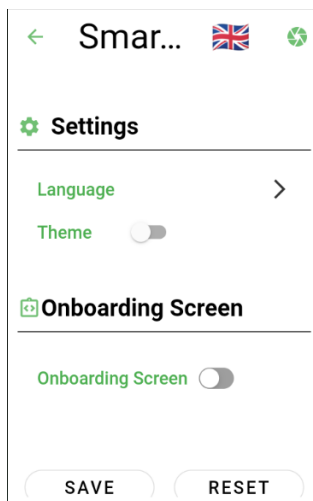 Smar...
Settings
Language
Theme
Onboarding Screen
Onboarding Screen
SAVE RESET